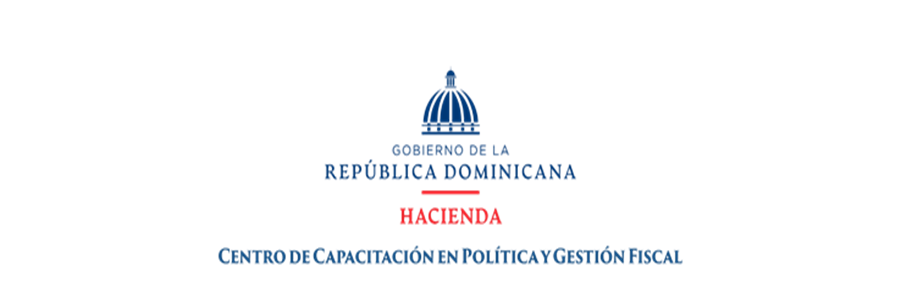 GOBIERNO DE LA
REPÚBLICA DOMINICANA
HACIENDA
CENTRO DE CAPACITACIÓN EN POLÍTICA Y GESTIÓN FISCAL